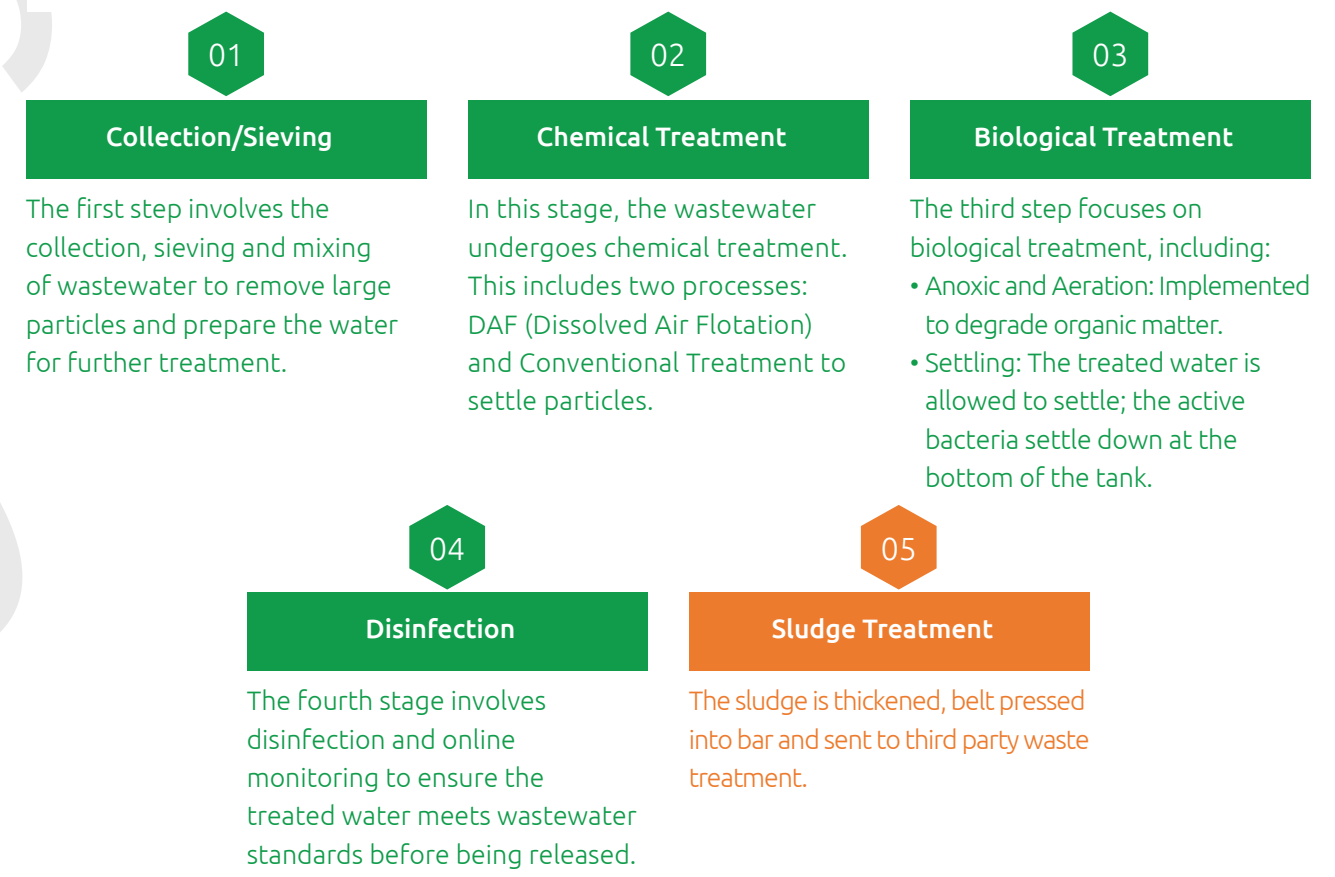 01
Collection/Sieving
The first step involves the
collection, sieving and mixing
of wastewater to remove large
particles and prepare the water
for further treatment.
02
Chemical Treatment
In this stage, the wastewater
undergoes chemical treatment.
This includes two processes:
DAF (Dissolved Air Flotation)
and Conventional Treatment to
settle particles.
03
Biological Treatment
The third step focuses on
biological treatment, including:
• Anoxic and Aeration: Implemented
to degrade organic matter.
• Settling: The treated water is
allowed to settle; the active
bacteria settle down at the
bottom of the tank.
04
Disinfection
The fourth stage involves
disinfection and online
monitoring to ensure the
treated water meets wastewater
standards before being released.
05
Sludge Treatment
The sludge is thickened, belt pressed
into bar and sent to third party waste
treatment.